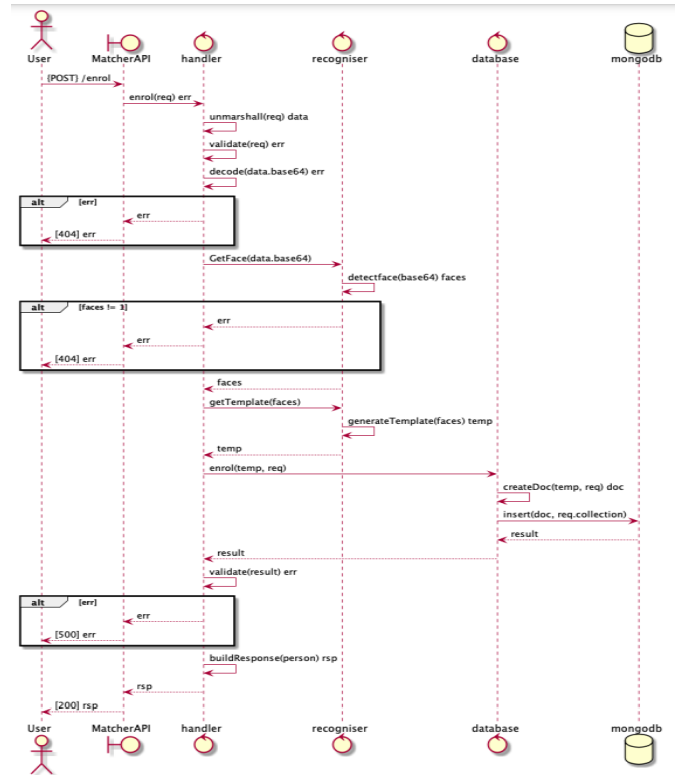 User MatcherAPI handler recogniser database mongodb
{POST} /enrol
enrol(req) err
unmarshall(req) data
validate(req) err
decode(data.base64) err
alt [err]
err
[404] err
GetFace(data.base64)
detectface(base64) faces
alt [faces != 1]
err
err
[404] err
faces
getTemplate(faces)
generateTemplate(faces) temp
temp
enrol(temp, req)
createDoc(temp, req) doc
insert(doc, req.collection)
result
result
validate(result) err
alt [err]
err
[500] err
buildResponse(person) rsp
rsp
[200] rsp
User MatcherAPI handler recogniser database mongodb